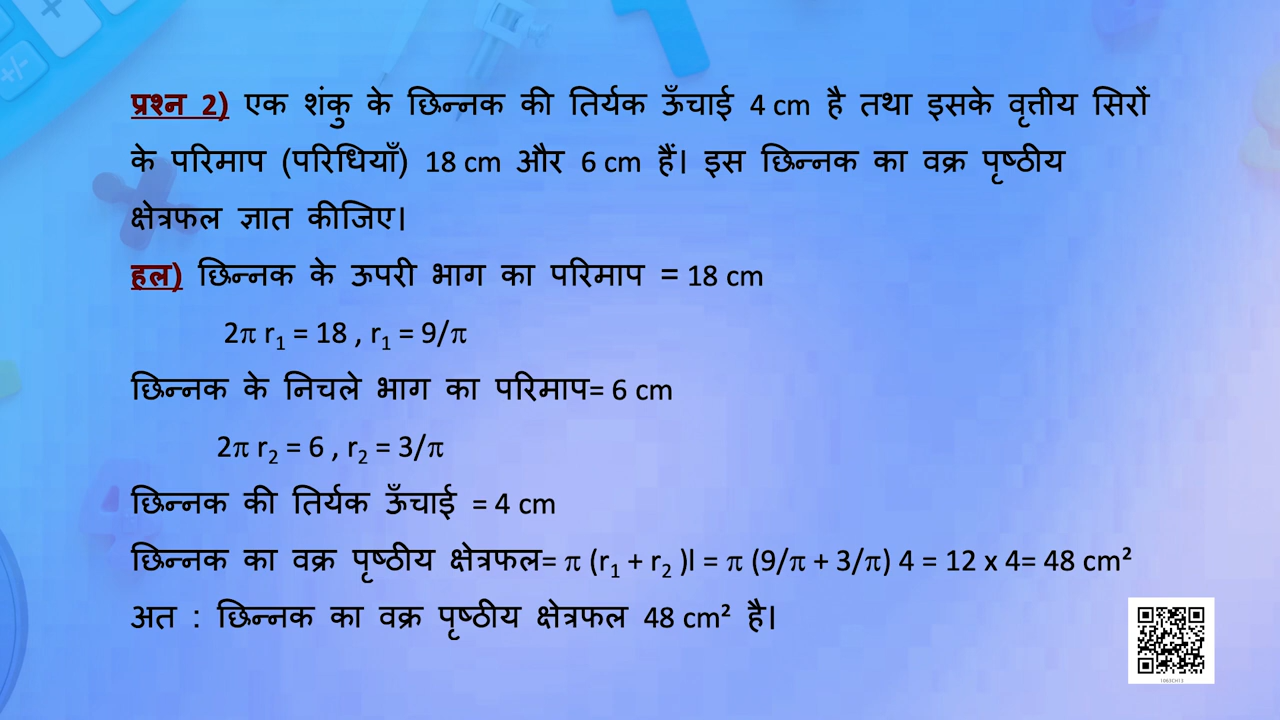 प्रश्न 2) एक शंकु के छिन्नक की तिर्यक ऊँचाई 4 cm है तथा इसके वृत्तीय सिरों
के परिमाप (परिधियाँ) 18 cm और 6 cm हैं। इस छिन्नक का वक्र पृष्ठीय
क्षेत्रफल ज्ञात कीजिए।
हल) छिन्नक के ऊपरी भाग का परिमाप = 18 cm
2π r₁ = 18 , r₁ = 9/π
छिन्नक के निचले भाग का परिमाप= 6 cm
2π r₂ = 6 , r₂ = 3/π
छिन्नक की तिर्यक ऊँचाई = 4 cm
छिन्नक का वक्र पृष्ठीय क्षेत्रफल= π (r₁ + r₂ )l = π (9/π + 3/π) 4 = 12 x 4= 48 cm²
अत : छिन्नक का वक्र पृष्ठीय क्षेत्रफल 48 cm² है।
1063CH13